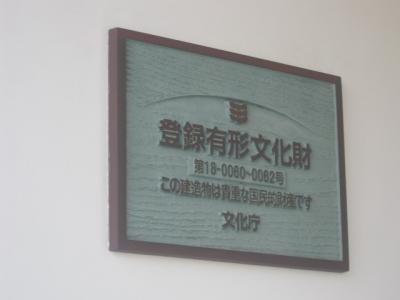 登録有形文化財
第18-0060~0062号
この建造物は貴重な国民的財産です
文化庁